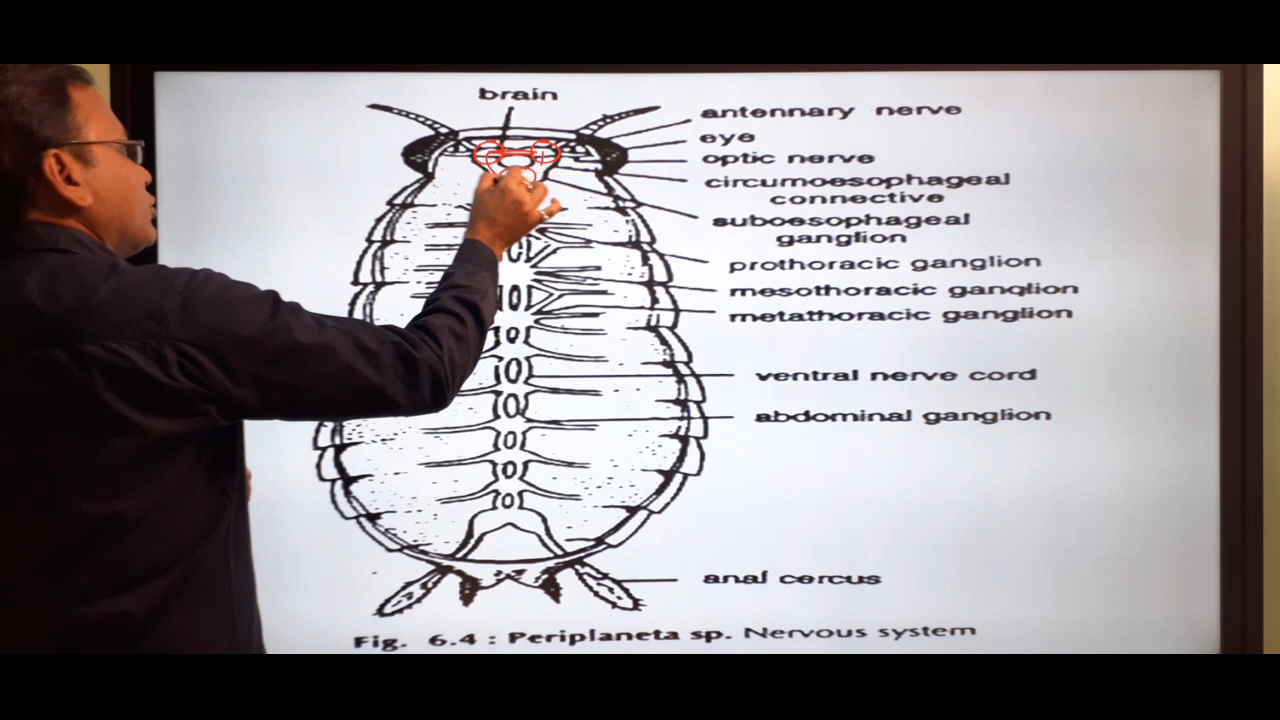 brain
antennary nerve
eye
optic nerve
circumoesophageal
connective
suboesophageal
ganglion
prothoracic ganglion
mesothoracic ganglion
metathoracic ganglion
ventral nerve cord
abdominal ganglion
anal cercus
Fig. 6.4 : Periplaneta sp. Nervous system